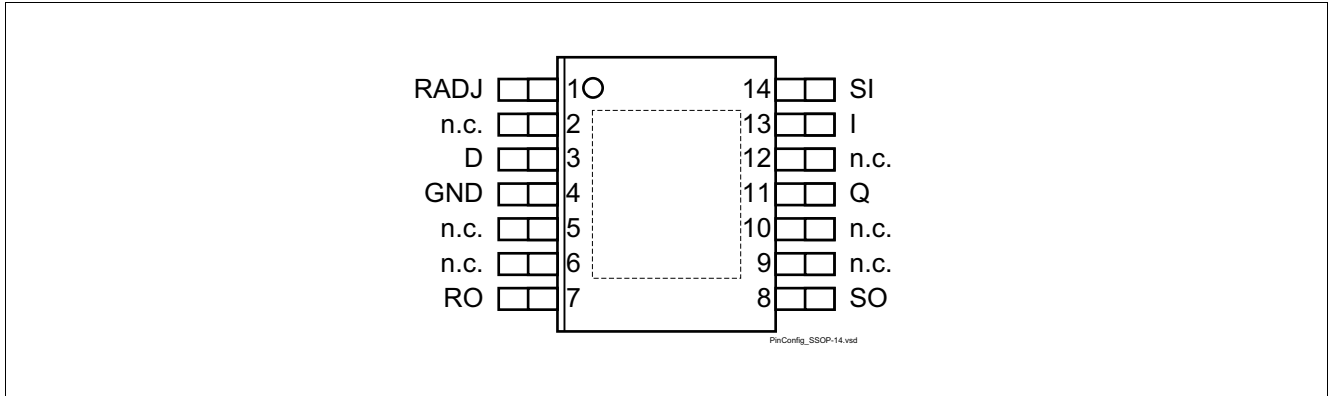 RADJ 1 14 SI
n.c. 2 13 I
D 3 12 n.c.
GND 4 11 Q
n.c. 5 10 n.c.
n.c. 6 9 n.c.
RO 7 8 SO
PinConfig_SSOP-14.vsd